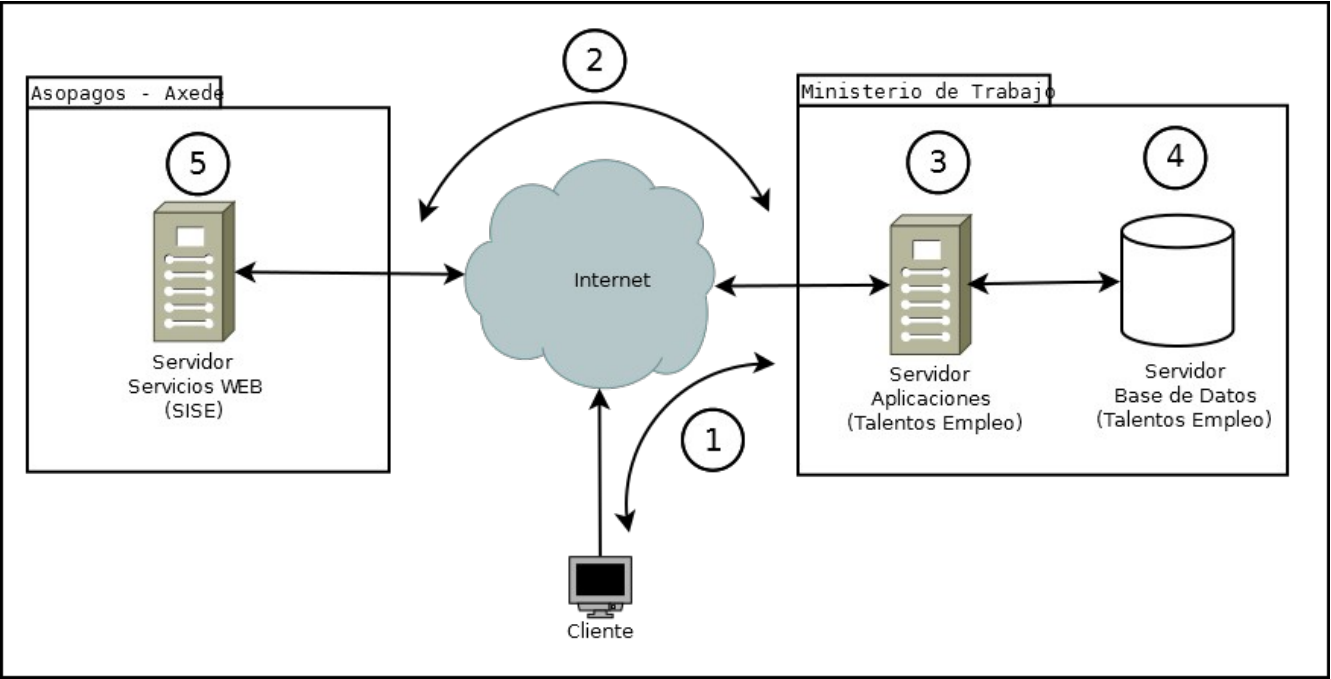 2
Asopagos - Axede
Ministerio de Trabajo
5
3
4
Internet
Servidor
Servicios WEB
(SISE)
Servidor
Aplicaciones
(Talentos Empleo)
Servidor
Base de Datos
(Talentos Empleo)
1
Cliente